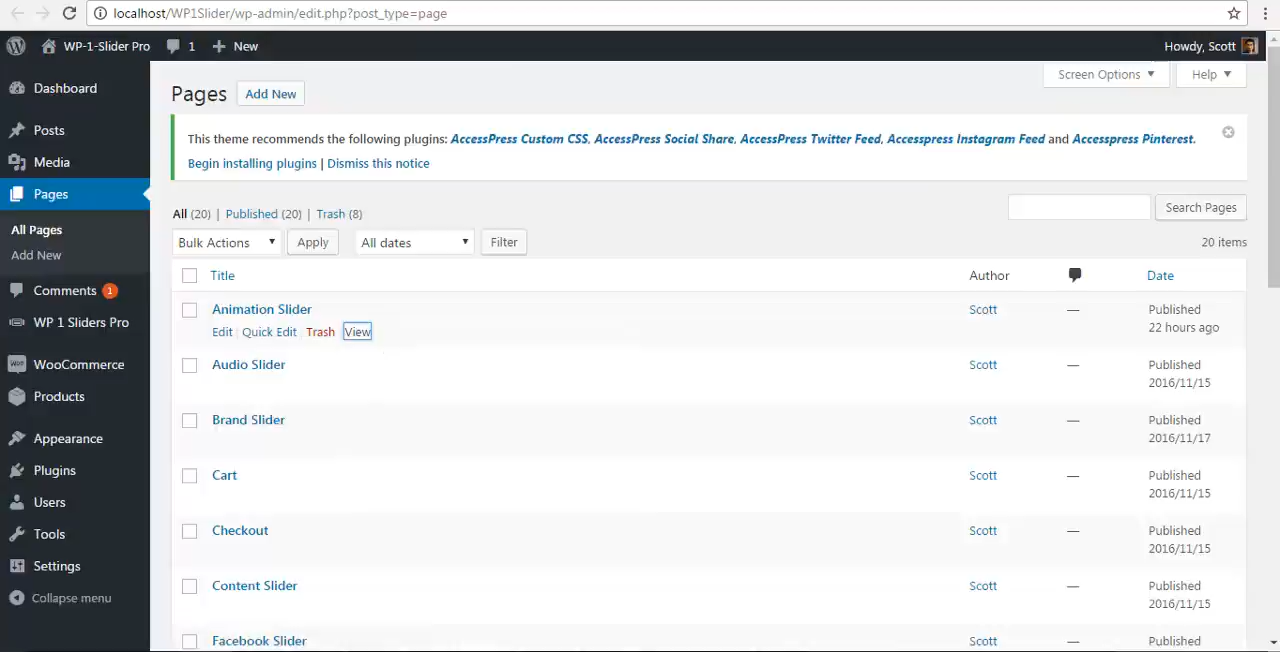 localhost/WP1Slider/wp-admin/edit.php?post_type=page
WP-1-Slider Pro 1 + New Howdy, Scott
Screen Options Help
Dashboard
Posts
Media
Pages
All Pages
Add New
Comments 1
WP 1 Sliders Pro
WooCommerce
Products
Appearance
Plugins
Users
Tools
Settings
Collapse menu
Pages Add New
This theme recommends the following plugins: AccessPress Custom CSS, AccessPress Social Share, AccessPress Twitter Feed, Accesspress Instagram Feed and Accesspress Pinterest.
Begin installing plugins | Dismiss this notice
All (20) | Published (20) | Trash (8)
Search Pages
Bulk Actions Apply All dates Filter 20 items
Title Author Date
Animation Slider Scott — Published
Edit | Quick Edit | Trash | View 22 hours ago
Audio Slider Scott — Published
2016/11/15
Brand Slider Scott — Published
2016/11/17
Cart Scott — Published
2016/11/15
Checkout Scott — Published
2016/11/15
Content Slider Scott — Published
2016/11/15
Facebook Slider Scott — Published